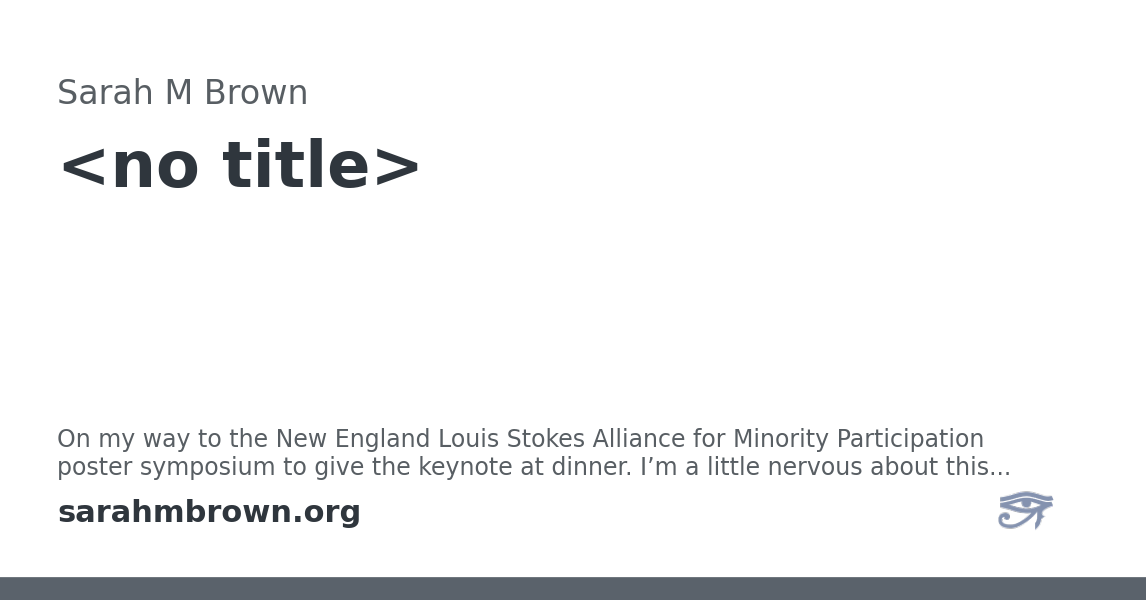 Sarah M Brown
<no title>
On my way to the New England Louis Stokes Alliance for Minority Participation
poster symposium to give the keynote at dinner. I’m a little nervous about this...
sarahmbrown.org